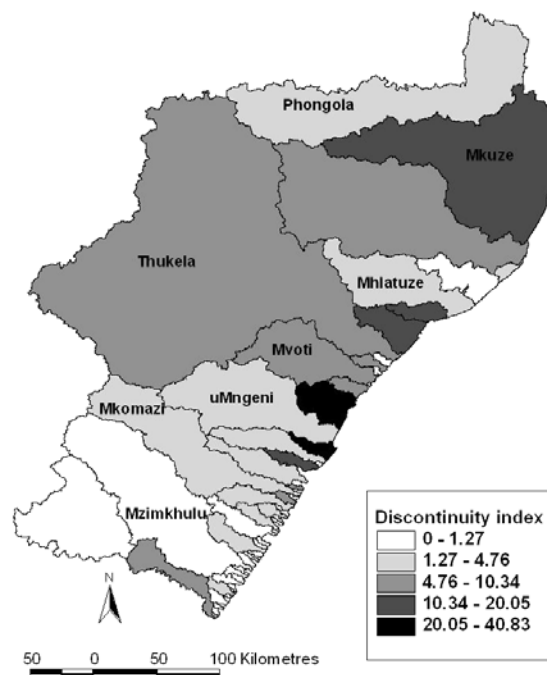 Phongola
Mkuze
Thukela
Mhlatuze
Mvoti
uMngeni
Mkomazi
Mzimkhulu
N
50 0 50 100 Kilometres
Discontinuity index
0 - 1.27
1.27 - 4.76
4.76 - 10.34
10.34 - 20.05
20.05 - 40.83